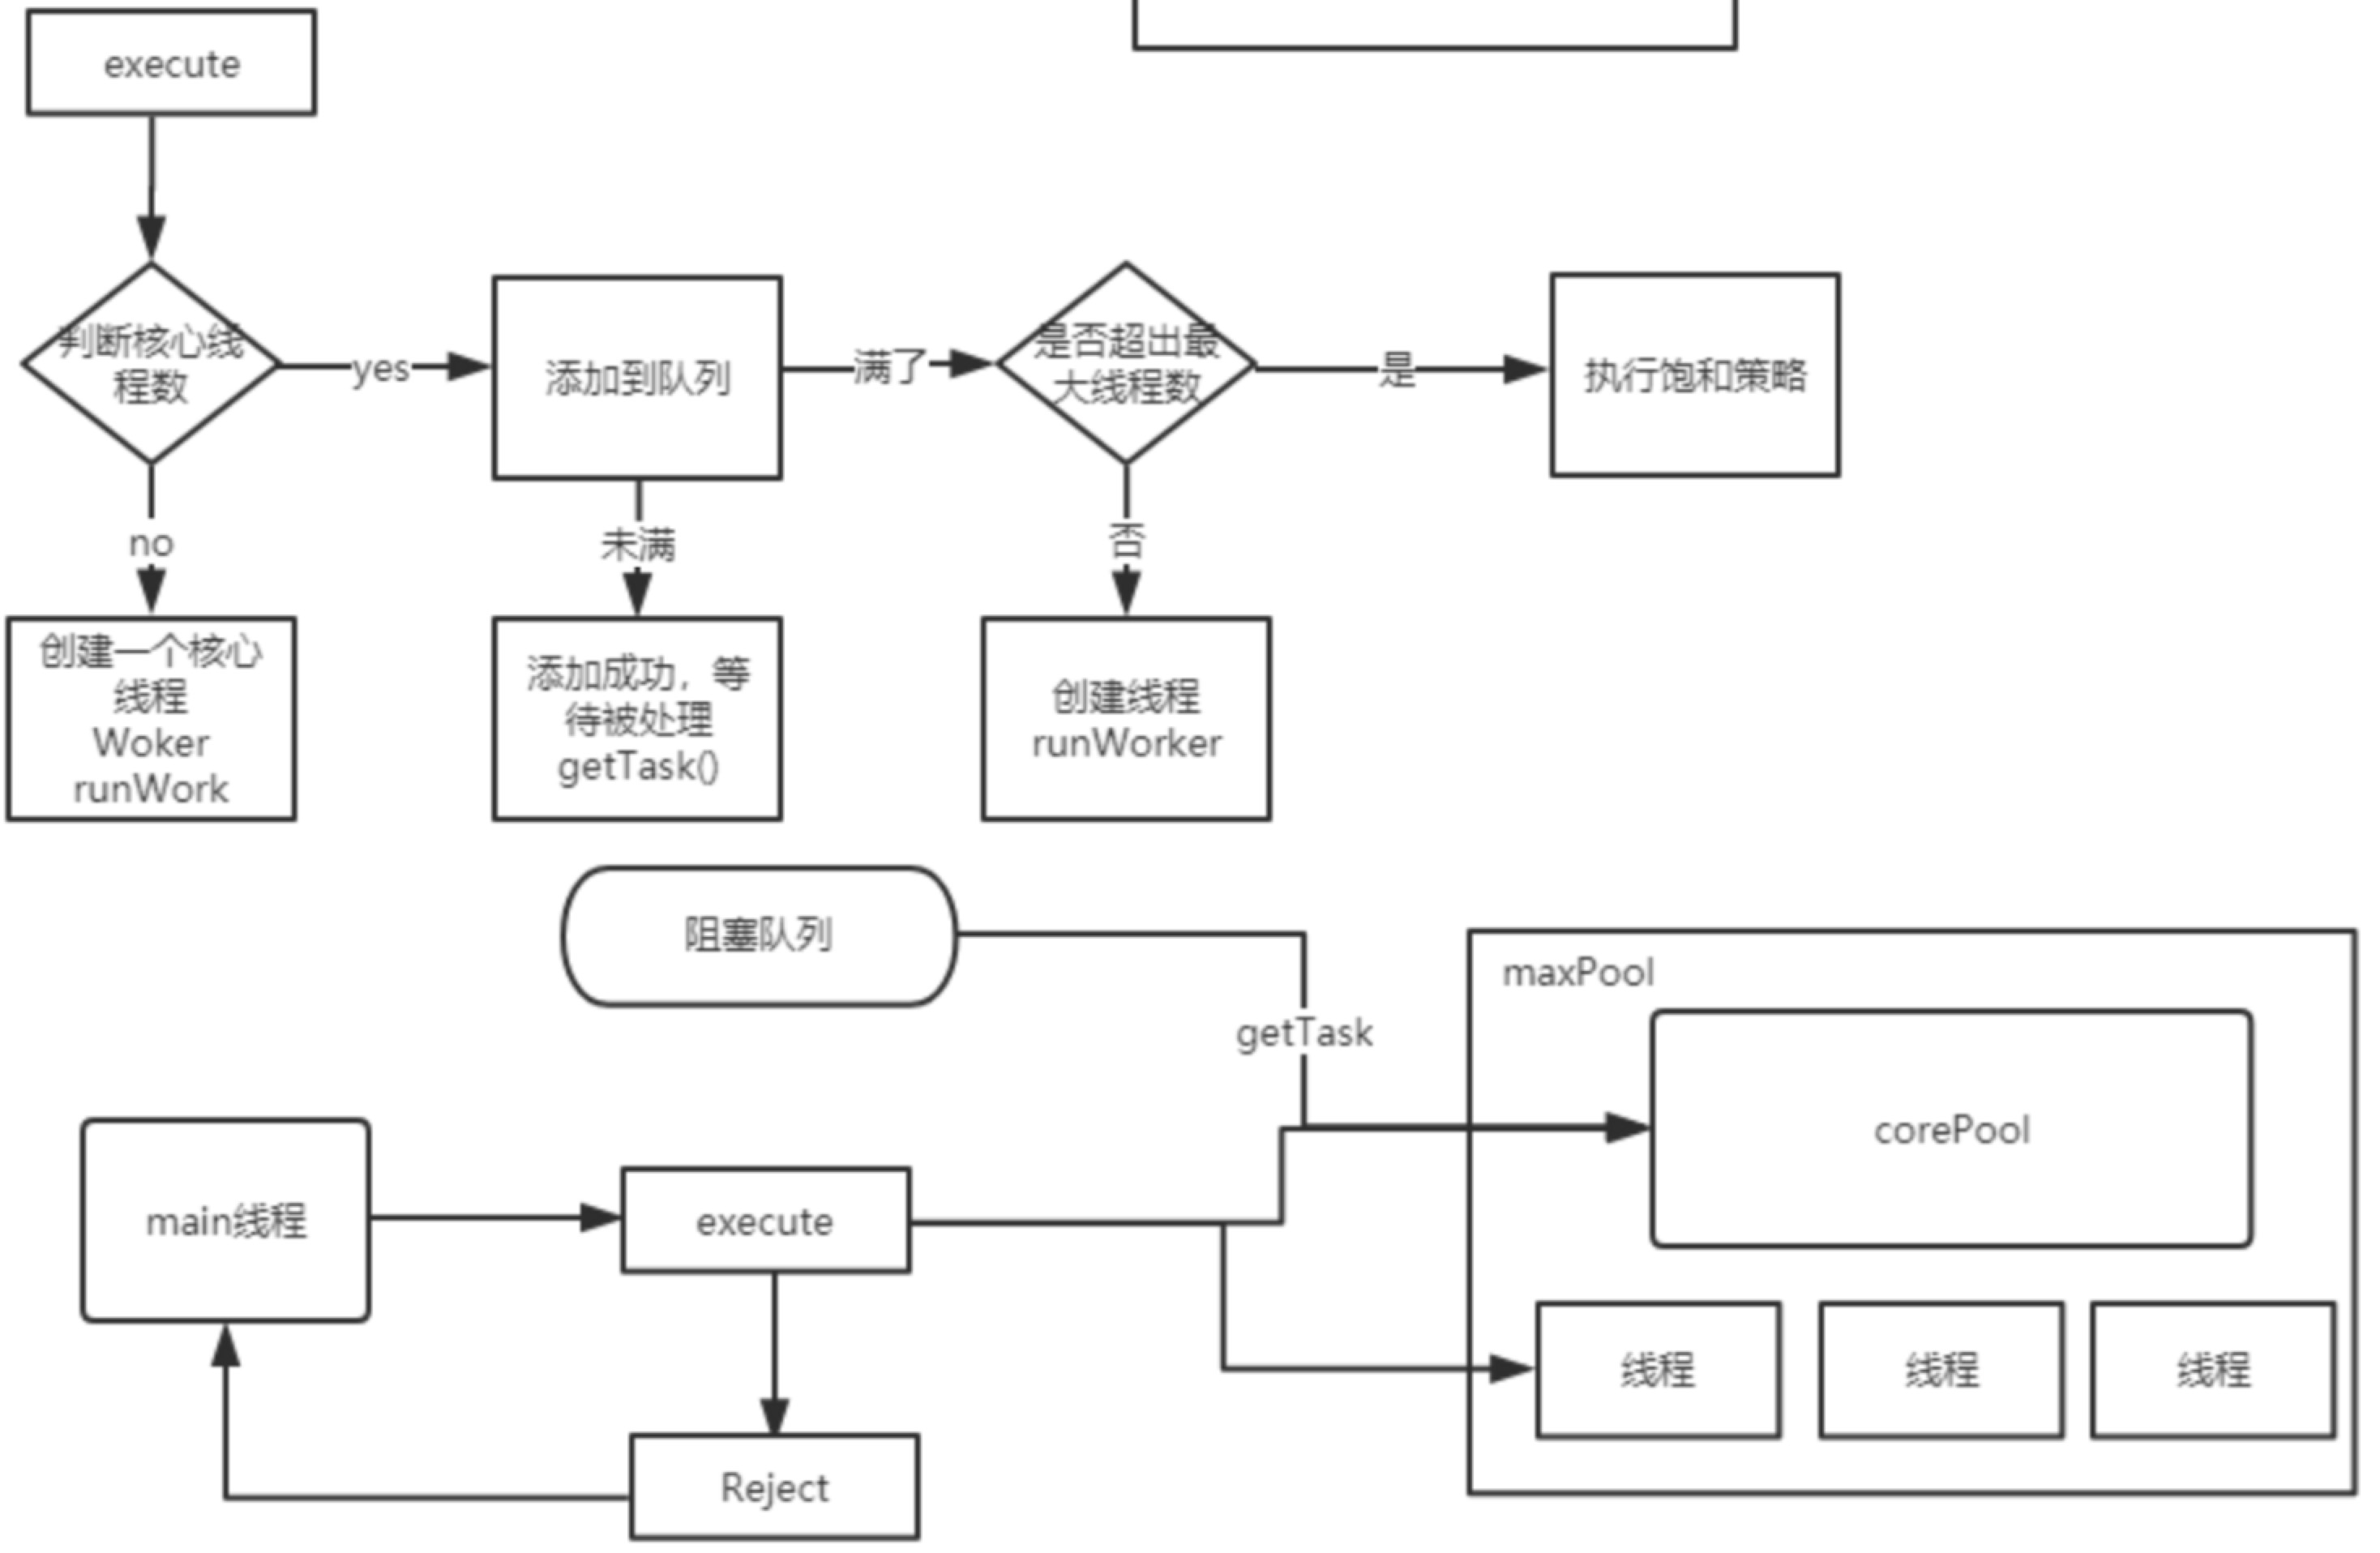 execute
判断核心线
程数
yes
添加到队列
满了
是否超出最
大线程数
是
执行饱和策略
no
未满
否
创建一个核心
线程
Woker
runWork
添加成功，等
待被处理
getTask()
创建线程
runWorker
阻塞队列
getTask
maxPool
corePool
main线程
execute
线程
线程
线程
Reject